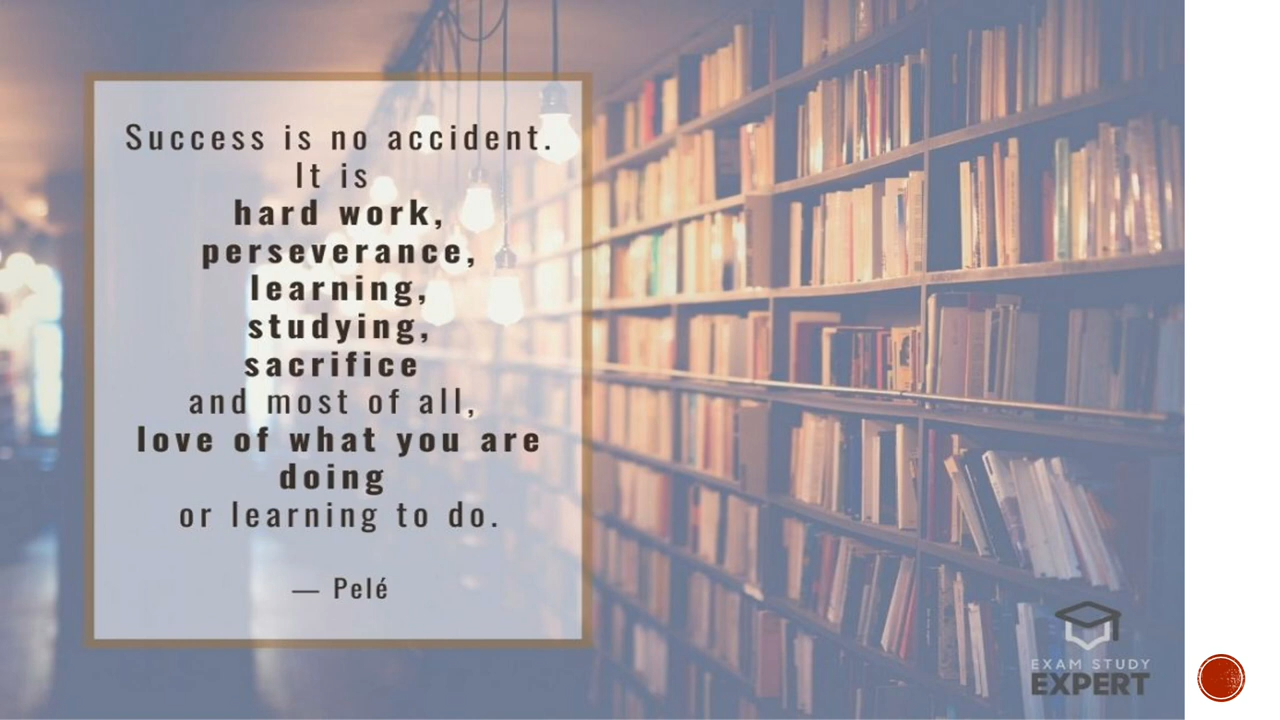 Success is no accident.
It is
hard work,
perseverance,
learning,
studying,
sacrifice
and most of all,
love of what you are
doing
or learning to do.
— Pelé
EXAM STUDY
EXPERT